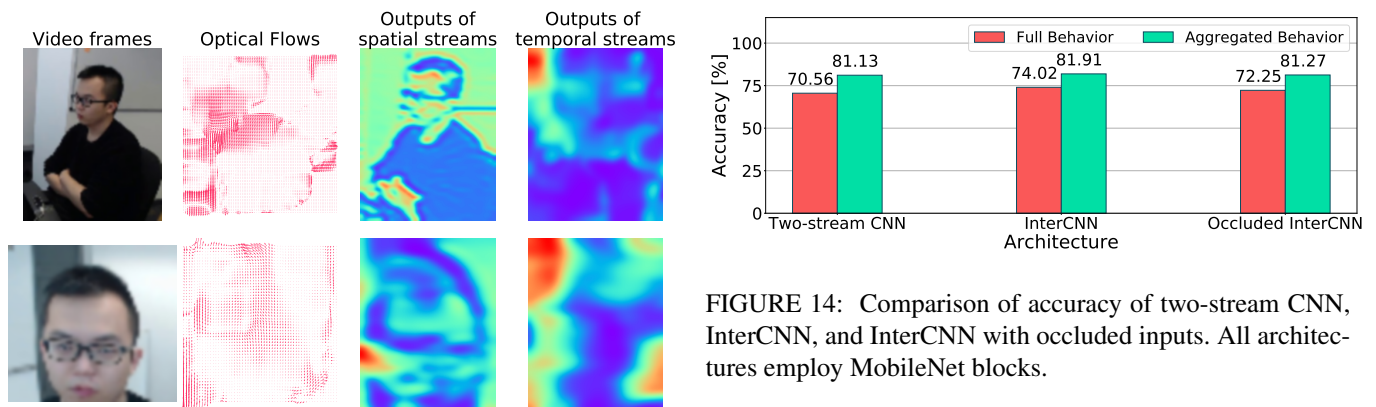 Video frames
Optical Flows
Outputs of
spatial streams
Outputs of
temporal streams
Full Behavior
Aggregated Behavior
Accuracy [%]
100
75
50
25
0
70.56
81.13
74.02
81.91
72.25
81.27
Two-stream CNN
InterCNN
Occluded InterCNN
Architecture
FIGURE 14: Comparison of accuracy of two-stream CNN,
InterCNN, and InterCNN with occluded inputs. All architec-
tures employ MobileNet blocks.